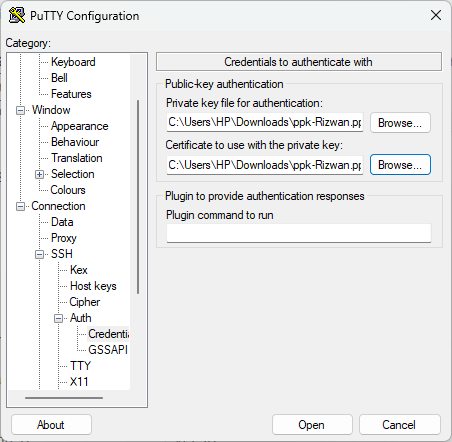 PuTTY Configuration
Category:
Keyboard
Bell
Features
Window
Appearance
Behaviour
Translation
Selection
Colours
Connection
Data
Proxy
SSH
Kex
Host keys
Cipher
Auth
Credentia
GSSAPI
TTY
X11
Credentials to authenticate with
Public-key authentication
Private key file for authentication:
C:\Users\HP\Downloads\ppk-Rizwan.pp
Browse...
Certificate to use with the private key:
C:\Users\HP\Downloads\ppk-Rizwan.pp
Browse...
Plugin to provide authentication responses
Plugin command to run
About
Open
Cancel